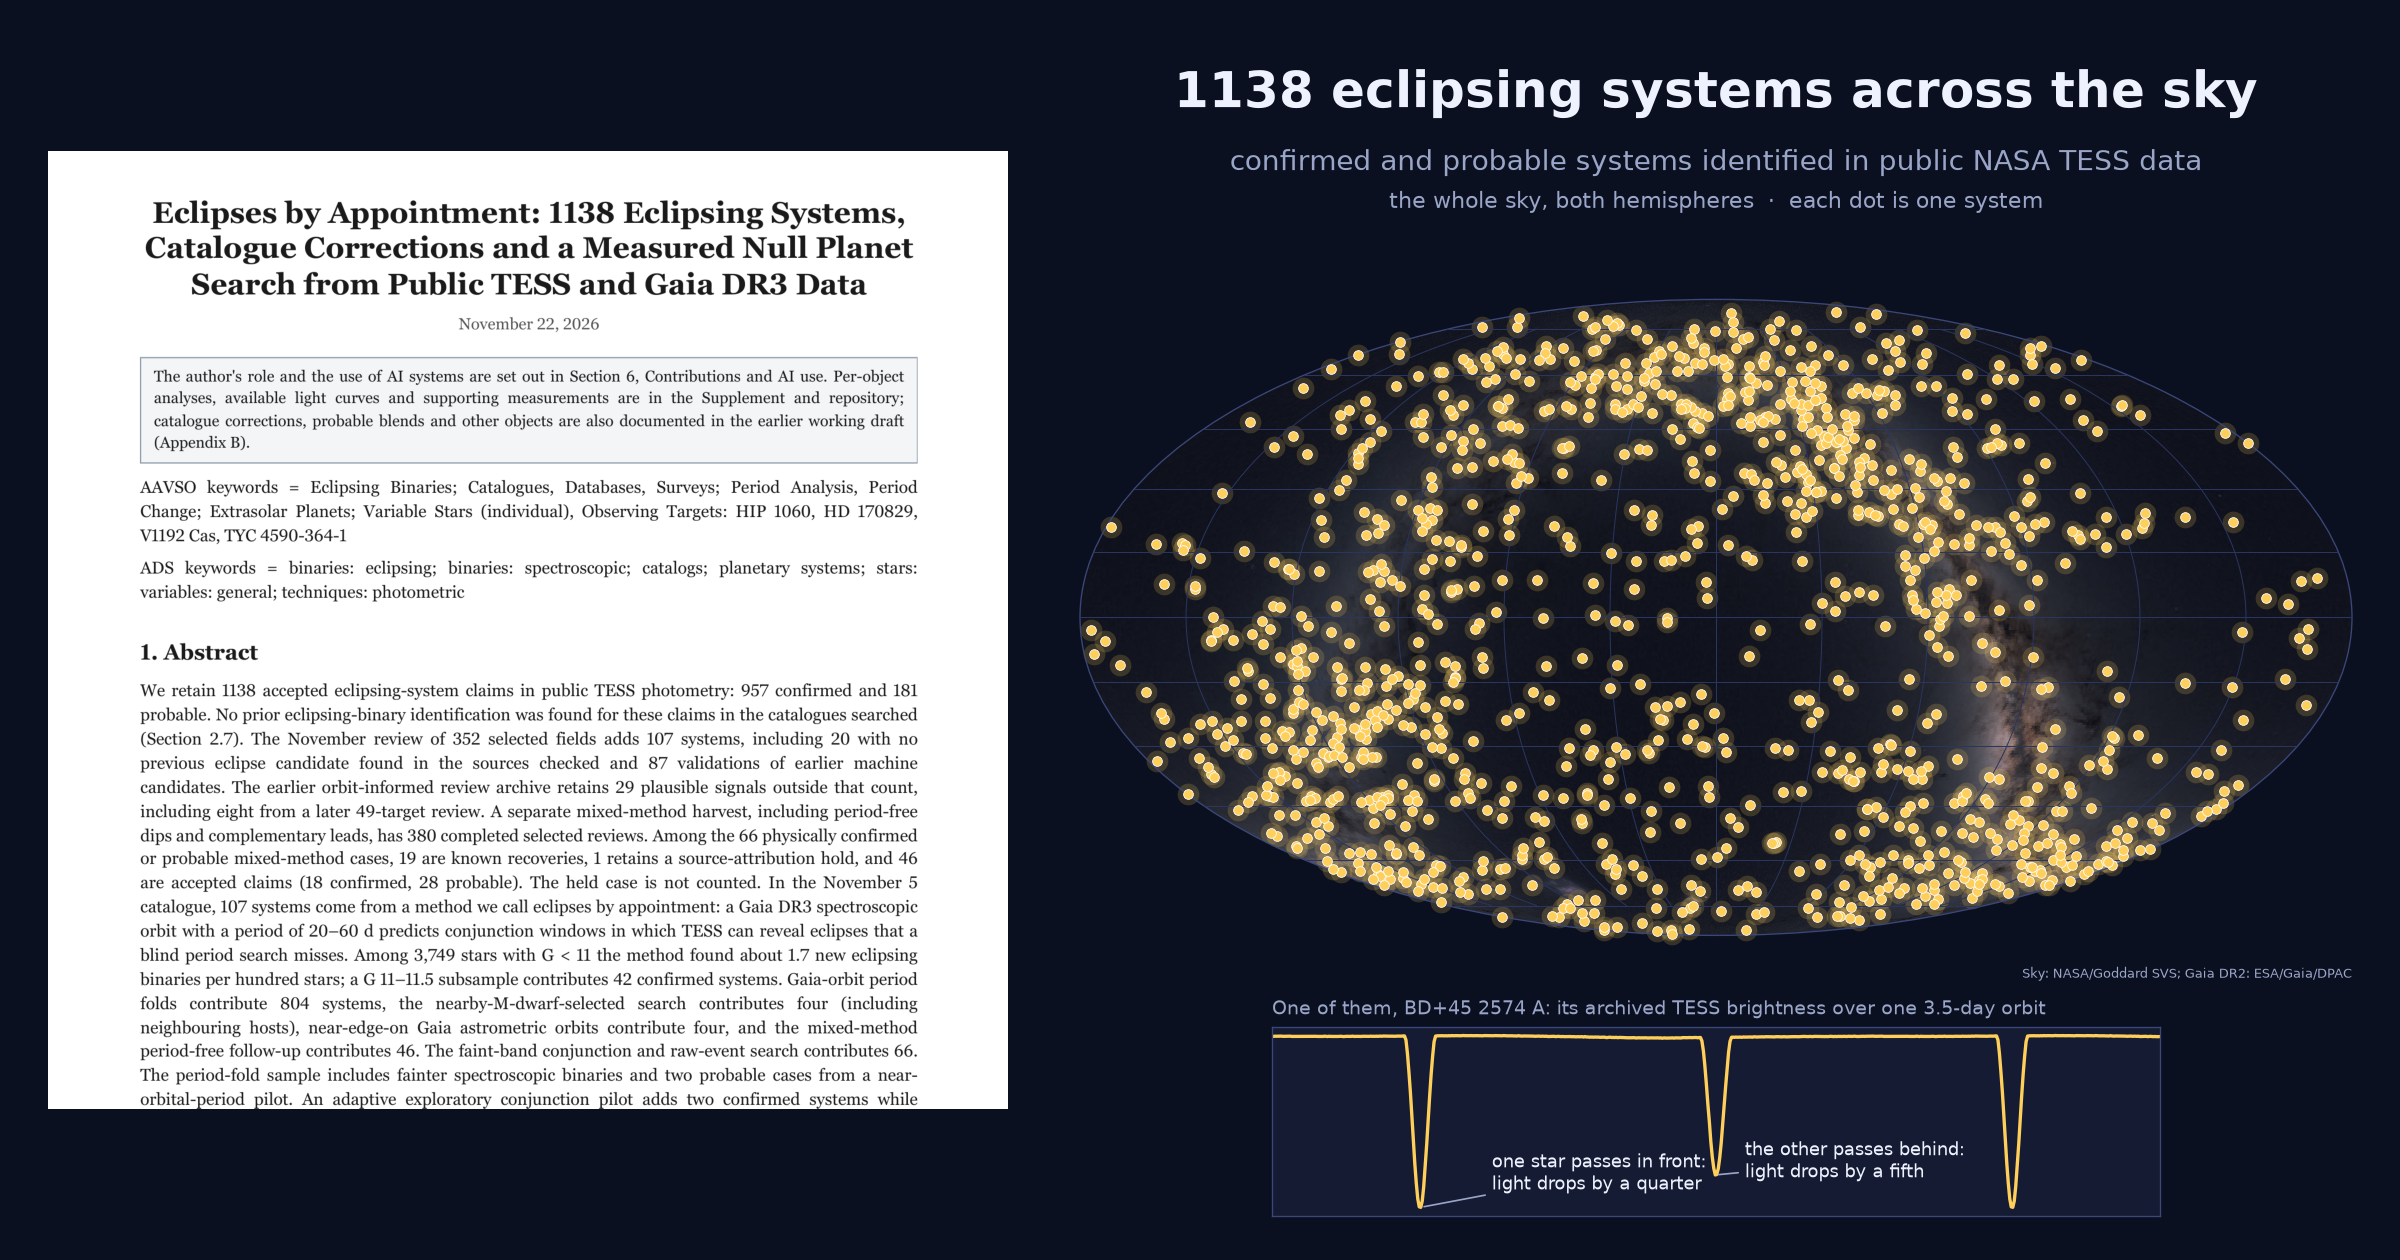 Eclipses by Appointment: 1138 Eclipsing Systems,
Catalogue Corrections and a Measured Null Planet
Search from Public TESS and Gaia DR3 Data
November 22, 2026
The author's role and the use of AI systems are set out in Section 6, Contributions and AI use. Per-object
analyses, available light curves and supporting measurements are in the Supplement and repository;
catalogue corrections, probable blends and other objects are also documented in the earlier working draft
(Appendix B).
AAVSO keywords = Eclipsing Binaries; Catalogues, Databases, Surveys; Period Analysis, Period
Change; Extrasolar Planets; Variable Stars (individual), Observing Targets: HIP 1060, HD 170829,
V1192 Cas, TYC 4590-364-1
ADS keywords = binaries: eclipsing; binaries: spectroscopic; catalogs; planetary systems; stars:
variables: general; techniques: photometric
1. Abstract
We retain 1138 accepted eclipsing-system claims in public TESS photometry: 957 confirmed and 181
probable. No prior eclipsing-binary identification was found for these claims in the catalogues searched
(Section 2.7). The November review of 352 selected fields adds 107 systems, including 20 with no
previous eclipse candidate found in the sources checked and 87 validations of earlier machine
candidates. The earlier orbit-informed review archive retains 29 plausible signals outside that count,
including eight from a later 49-target review. A separate mixed-method harvest, including period-free
dips and complementary leads, has 380 completed selected reviews. Among the 66 physically confirmed
or probable mixed-method cases, 19 are known recoveries, 1 retains a source-attribution hold, and 46
are accepted claims (18 confirmed, 28 probable). The held case is not counted. In the November 5
catalogue, 107 systems come from a method we call eclipses by appointment: a Gaia DR3 spectroscopic
orbit with a period of 20–60 d predicts conjunction windows in which TESS can reveal eclipses that a
blind period search misses. Among 3,749 stars with G < 11 the method found about 1.7 new eclipsing
binaries per hundred stars; a G 11–11.5 subsample contributes 42 confirmed systems. Gaia-orbit period
folds contribute 804 systems, the nearby-M-dwarf-selected search contributes four (including
neighbouring hosts), near-edge-on Gaia astrometric orbits contribute four, and the mixed-method
period-free follow-up contributes 46. The faint-band conjunction and raw-event search contributes 66.
The period-fold sample includes fainter spectroscopic binaries and two probable cases from a near-
orbital-period pilot. An adaptive exploratory conjunction pilot adds two confirmed systems while
1138 eclipsing systems across the sky
confirmed and probable systems identified in public NASA TESS data
the whole sky, both hemispheres · each dot is one system
Sky: NASA/Goddard SVS; Gaia DR2: ESA/Gaia/DPAC
One of them, BD+45 2574 A: its archived TESS brightness over one 3.5-day orbit
one star passes in front:
light drops by a quarter
the other passes behind:
light drops by a fifth